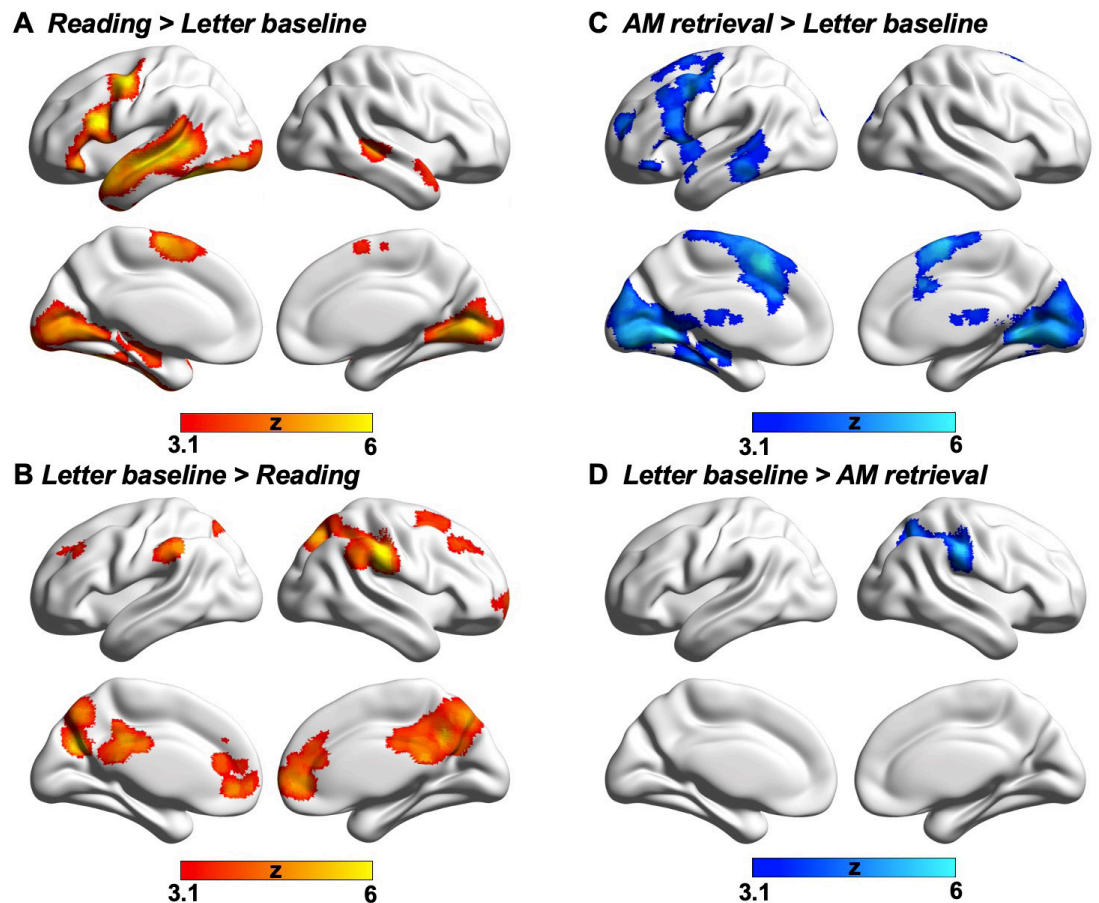 A Reading > Letter baseline
z
3.1 6
B Letter baseline > Reading
z
3.1 6
C AM retrieval > Letter baseline
z
3.1 6
D Letter baseline > AM retrieval
z
3.1 6